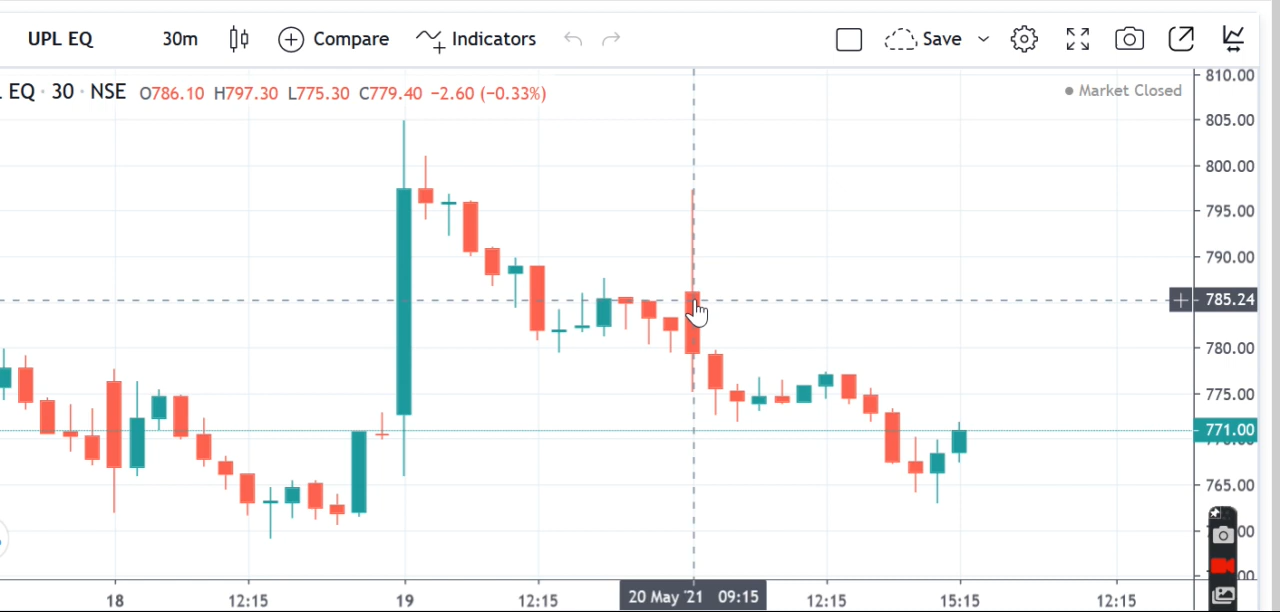 UPL EQ 30m Compare Indicators Save
L EQ · 30 · NSE O786.10 H797.30 L775.30 C779.40 −2.60 (−0.33%)
Market Closed
810.00
805.00
800.00
795.00
790.00
785.24
780.00
775.00
771.00
765.00
18 12:15 19 12:15 20 May '21 09:15 12:15 15:15 12:15